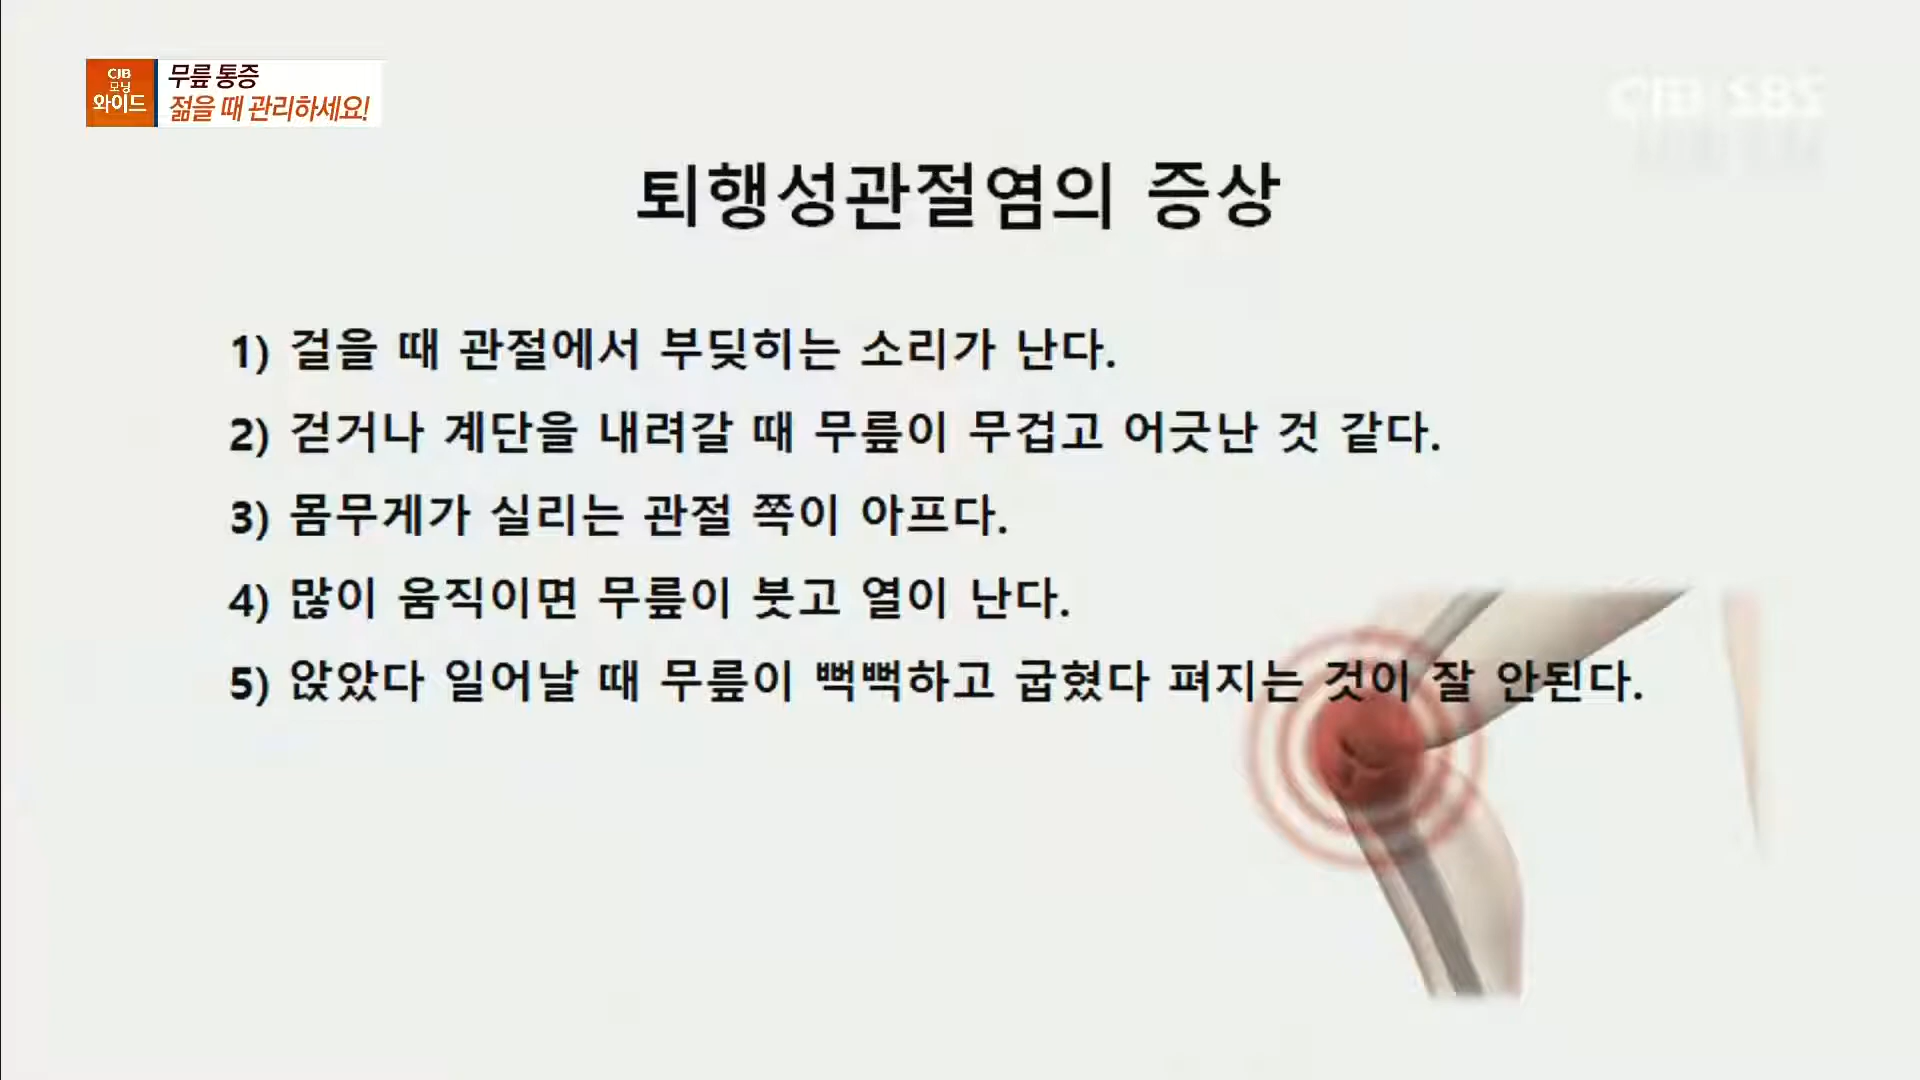 CJB
모닝
와이드
무릎 통증
젊을 때 관리하세요!
CJB SBS
퇴행성관절염의 증상
1) 걸을 때 관절에서 부딪히는 소리가 난다.
2) 걷거나 계단을 내려갈 때 무릎이 무겁고 어긋난 것 같다.
3) 몸무게가 실리는 관절 쪽이 아프다.
4) 많이 움직이면 무릎이 붓고 열이 난다.
5) 앉았다 일어날 때 무릎이 뻑뻑하고 굽혔다 펴지는 것이 잘 안된다.